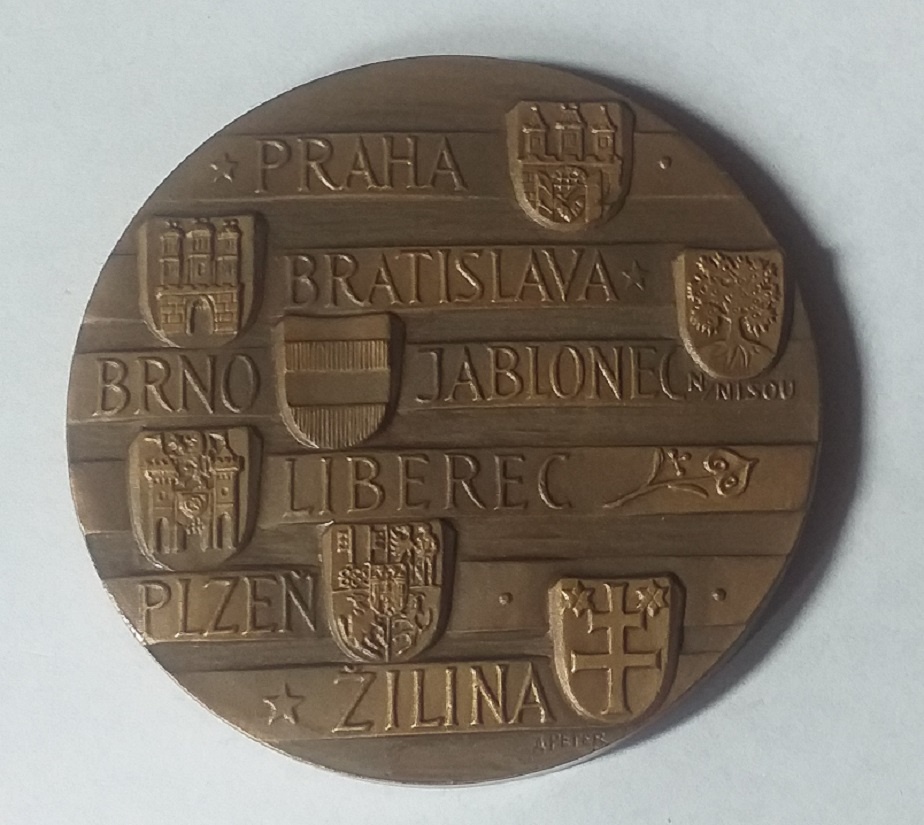 PRAHA
BRATISLAVA
BRNO JABLONEC N/NISOU
LIBEREC
PLZEŇ
ŽILINA
A.PETER